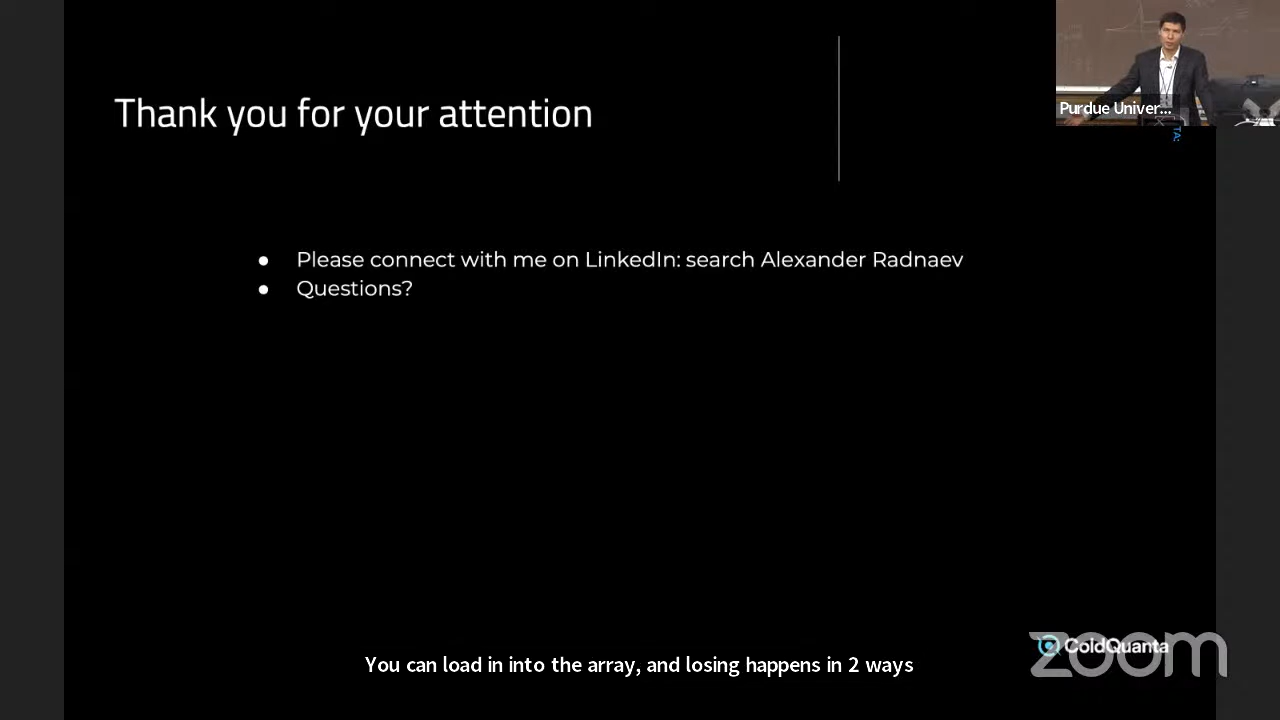 Thank you for your attention
Purdue Univer...
TA:
● Please connect with me on LinkedIn: search Alexander Radnaev
● Questions?
ColdQuanta
zoom
You can load in into the array, and losing happens in 2 ways